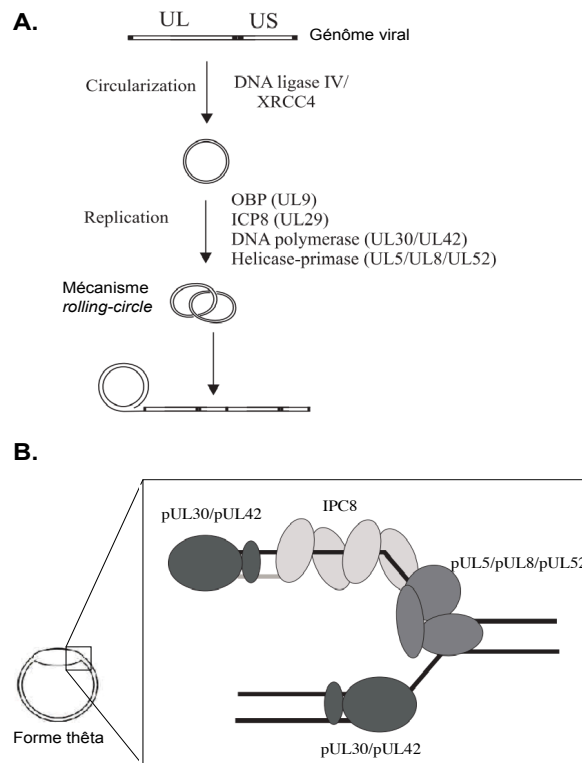 A.
UL US
Génôme viral
Circularization
DNA ligase IV/
XRCC4
OBP (UL9)
ICP8 (UL29)
Replication
DNA polymerase (UL30/UL42)
Helicase-primase (UL5/UL8/UL52)
Mécanisme
rolling-circle
B.
IPC8
pUL30/pUL42
pUL5/pUL8/pUL52
Forme thêta
pUL30/pUL42